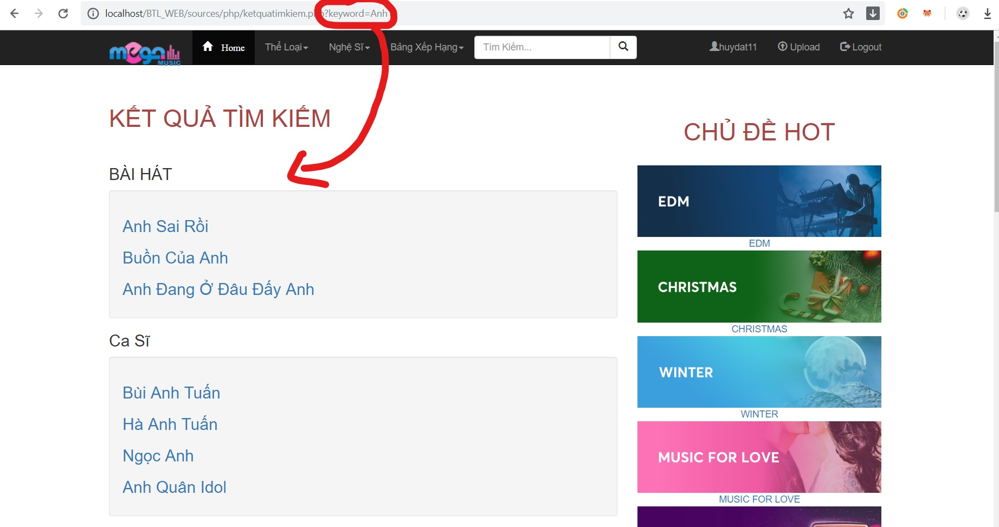 localhost/BTL_WEB/sources/php/ketquatimkiem.php?keyword=Anh
mega MUSIC
Home
Thể Loại
Nghệ Sĩ
Bảng Xếp Hạng
Tìm Kiếm...
huydat11
Upload
Logout
KẾT QUẢ TÌM KIẾM
BÀI HÁT
Anh Sai Rồi
Buồn Của Anh
Anh Đang Ở Đâu Đấy Anh
Ca Sĩ
Bùi Anh Tuấn
Hà Anh Tuấn
Ngọc Anh
Anh Quân Idol
CHỦ ĐỀ HOT
EDM
EDM
CHRISTMAS
CHRISTMAS
WINTER
WINTER
MUSIC FOR LOVE
MUSIC FOR LOVE